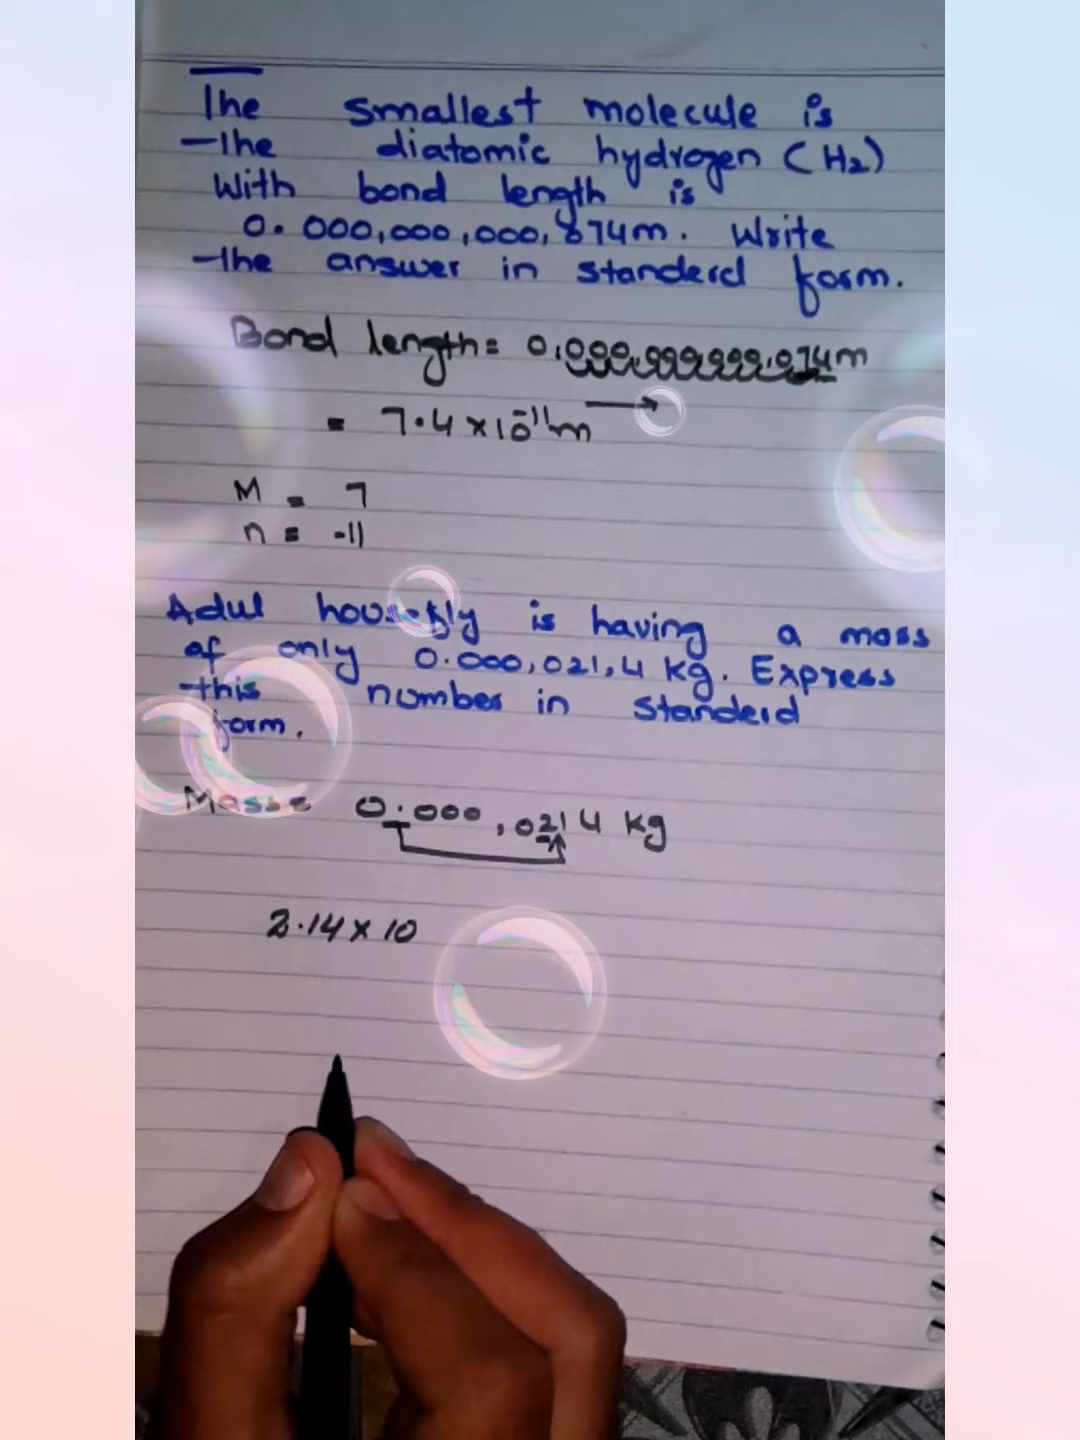 The smallest molecule is
the diatomic hydrogen (H2)
With bond length is
0.000,000,000,074m. Write
the answer in standerd form.
Bond length= 0.000,000,000,074m
= 7.4 x 10⁻¹¹m
M = 7
n = -11
Adul housefly is having a mass
of only 0.000,021,4 kg. Express
this number in standerd
form.
Mass= 0.000,0214 kg
2.14 x 10